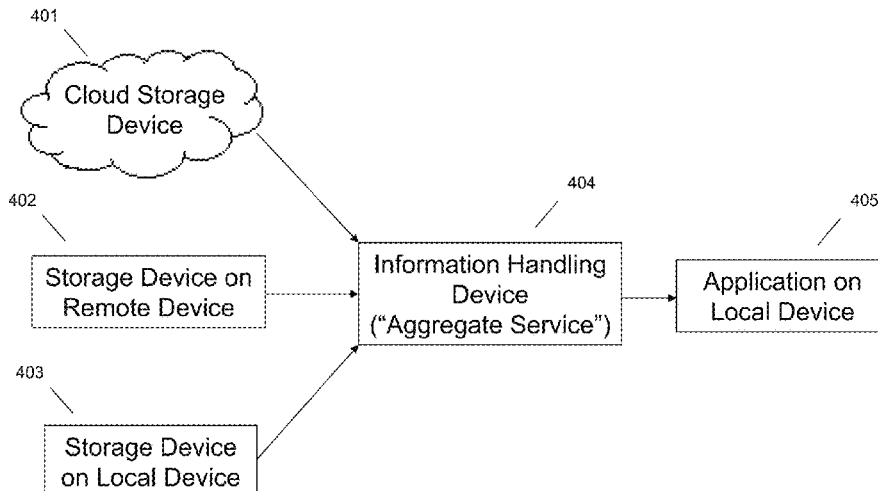 401
Cloud Storage
Device
402
Storage Device on
Remote Device
403
Storage Device
on Local Device
404
Information Handling
Device
(“Aggregate Service”)
405
Application on
Local Device